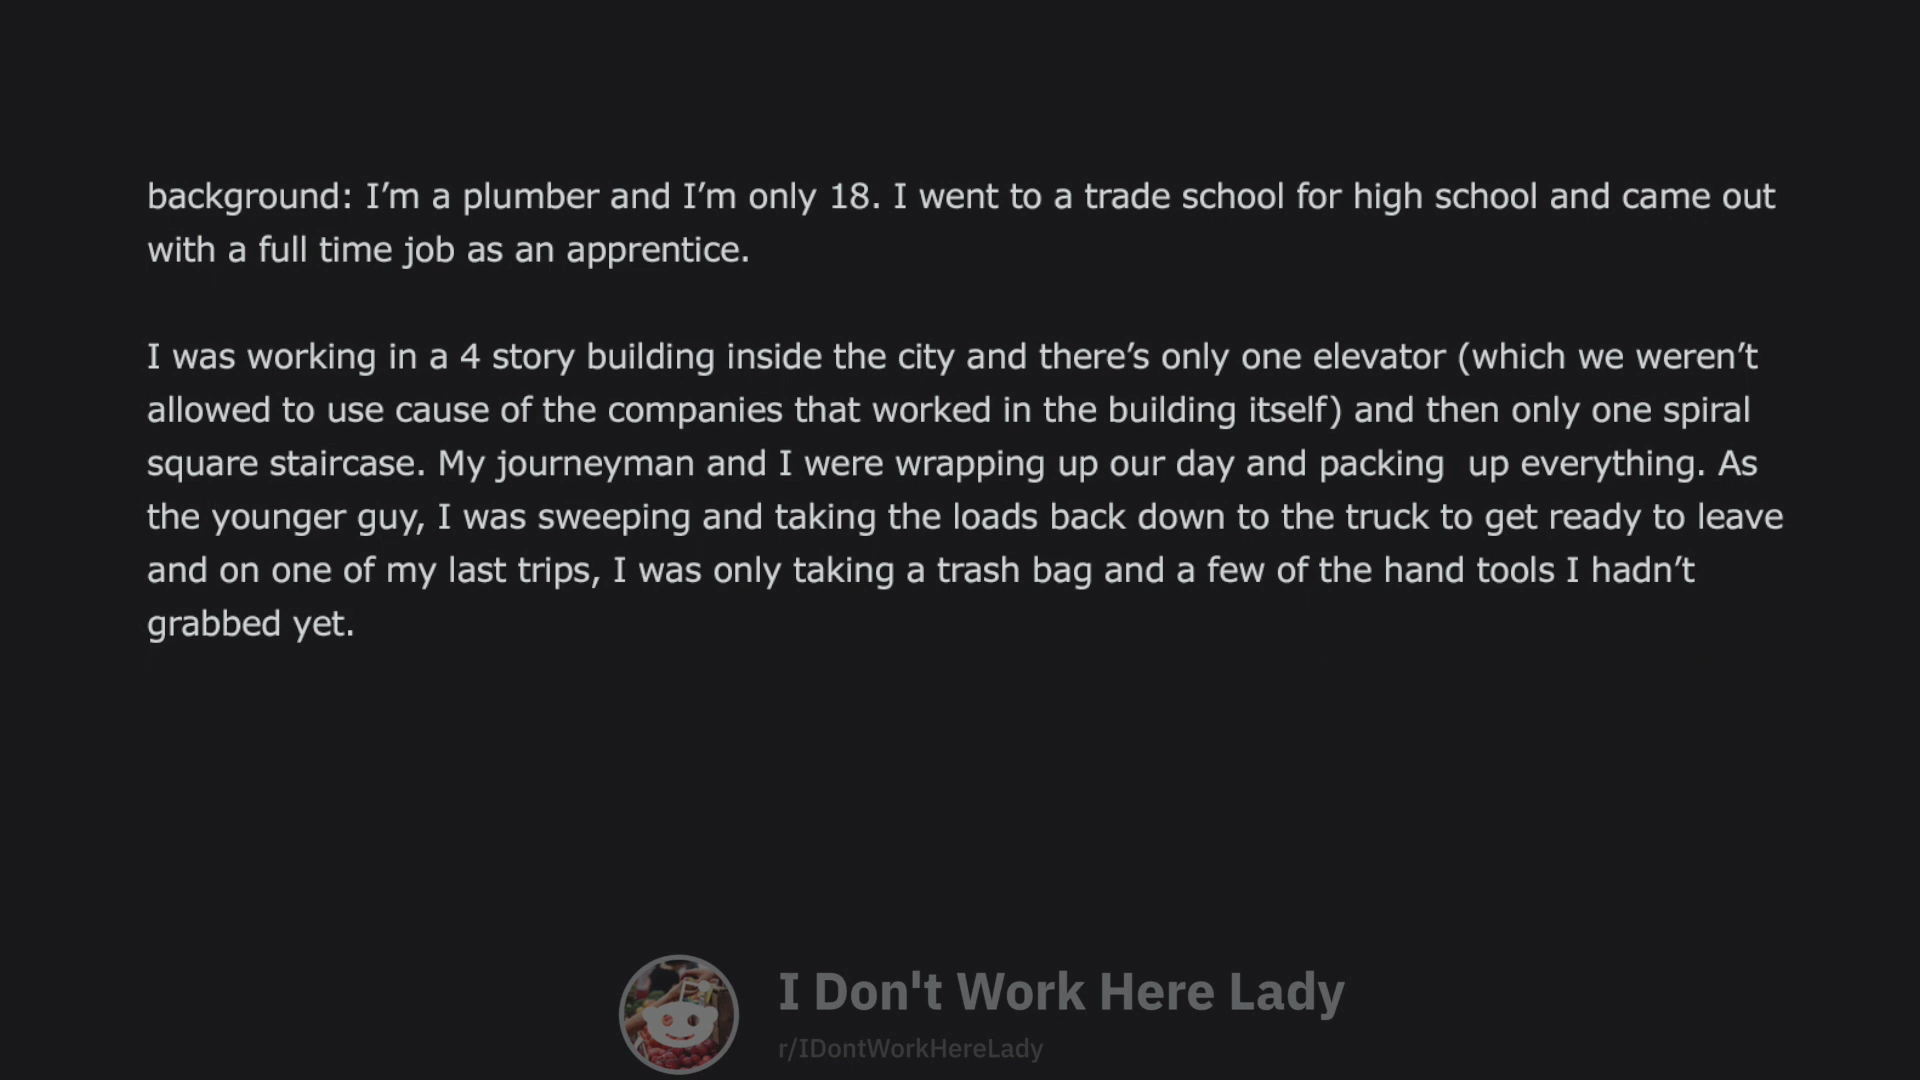 background: I’m a plumber and I’m only 18. I went to a trade school for high school and came out
with a full time job as an apprentice.
I was working in a 4 story building inside the city and there’s only one elevator (which we weren’t
allowed to use cause of the companies that worked in the building itself) and then only one spiral
square staircase. My journeyman and I were wrapping up our day and packing  up everything. As
the younger guy, I was sweeping and taking the loads back down to the truck to get ready to leave
and on one of my last trips, I was only taking a trash bag and a few of the hand tools I hadn’t
grabbed yet.
I Don't Work Here Lady
r/IDontWorkHereLady